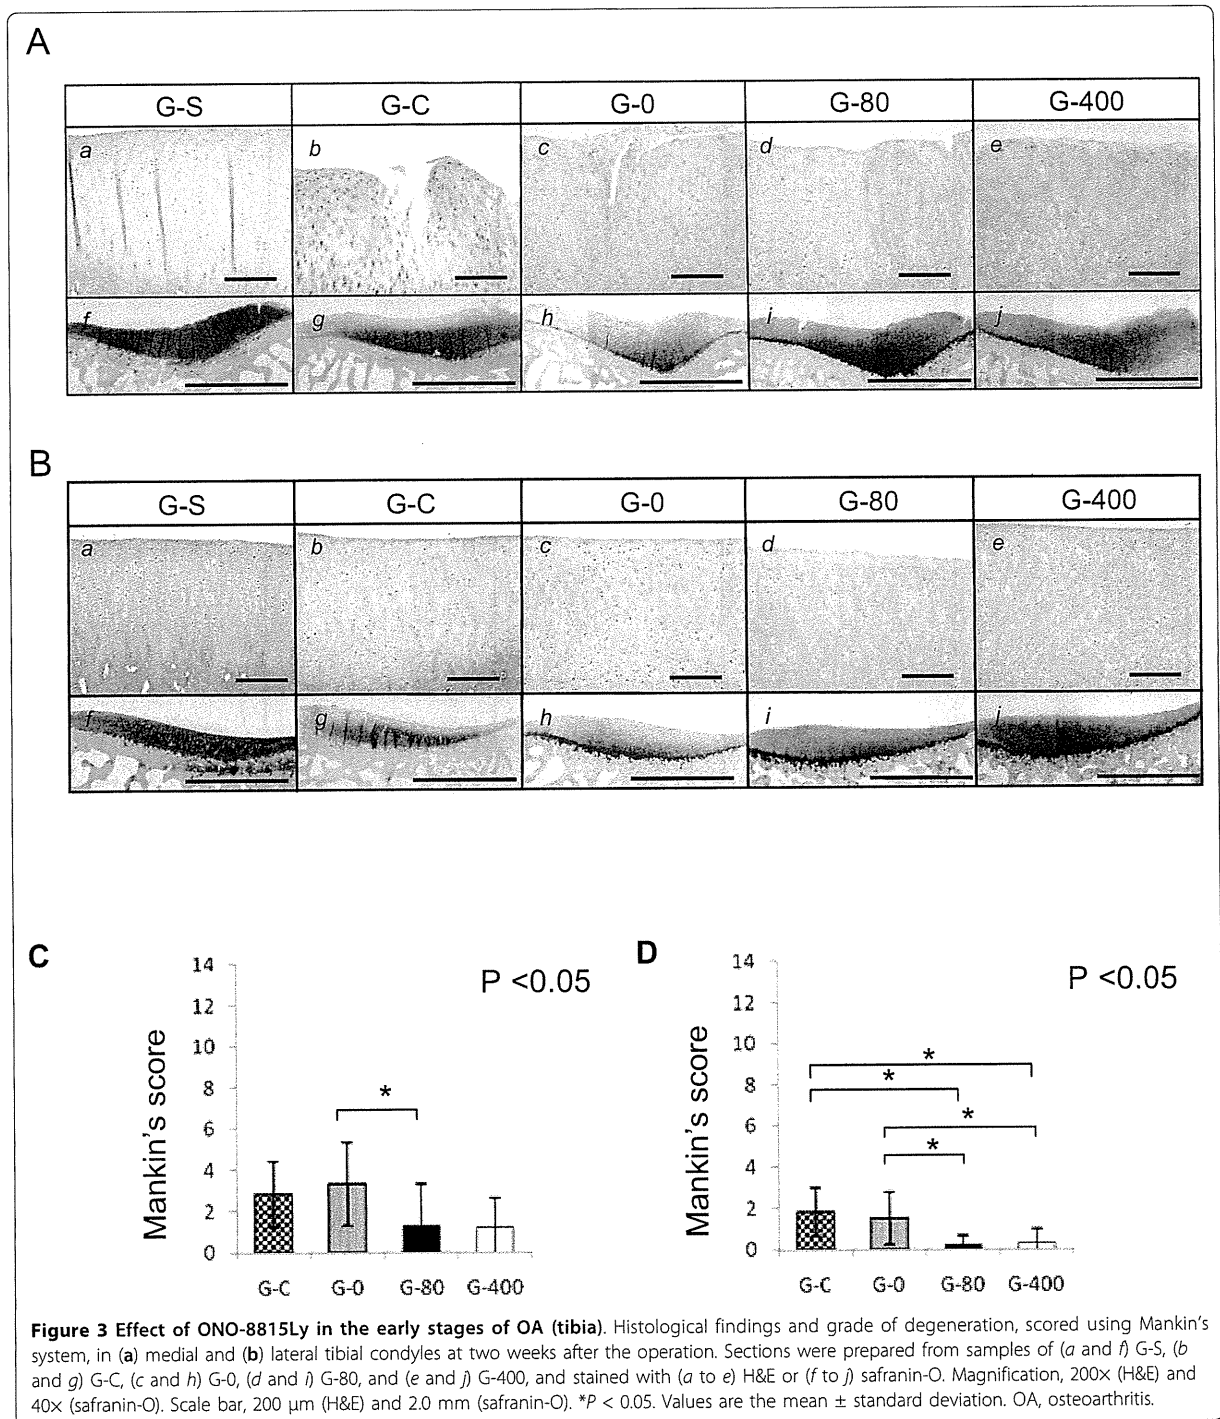 A
G-S G-C G-0 G-80 G-400
a b c d e
f g h i j
B
G-S G-C G-0 G-80 G-400
a b c d e
f g h i j
C
P <0.05
Mankin's score
14
12
10
8
6
4
2
0
*
G-C G-0 G-80 G-400
D
P <0.05
Mankin's score
14
12
10
8
6
4
2
0
*
*
*
*
G-C G-0 G-80 G-400
Figure 3 Effect of ONO-8815Ly in the early stages of OA (tibia). Histological findings and grade of degeneration, scored using Mankin's
system, in (a) medial and (b) lateral tibial condyles at two weeks after the operation. Sections were prepared from samples of (a and f) G-S, (b
and g) G-C, (c and h) G-0, (d and i) G-80, and (e and j) G-400, and stained with (a to e) H&E or (f to j) safranin-O. Magnification, 200× (H&E) and
40× (safranin-O). Scale bar, 200 μm (H&E) and 2.0 mm (safranin-O). *P < 0.05. Values are the mean ± standard deviation. OA, osteoarthritis.